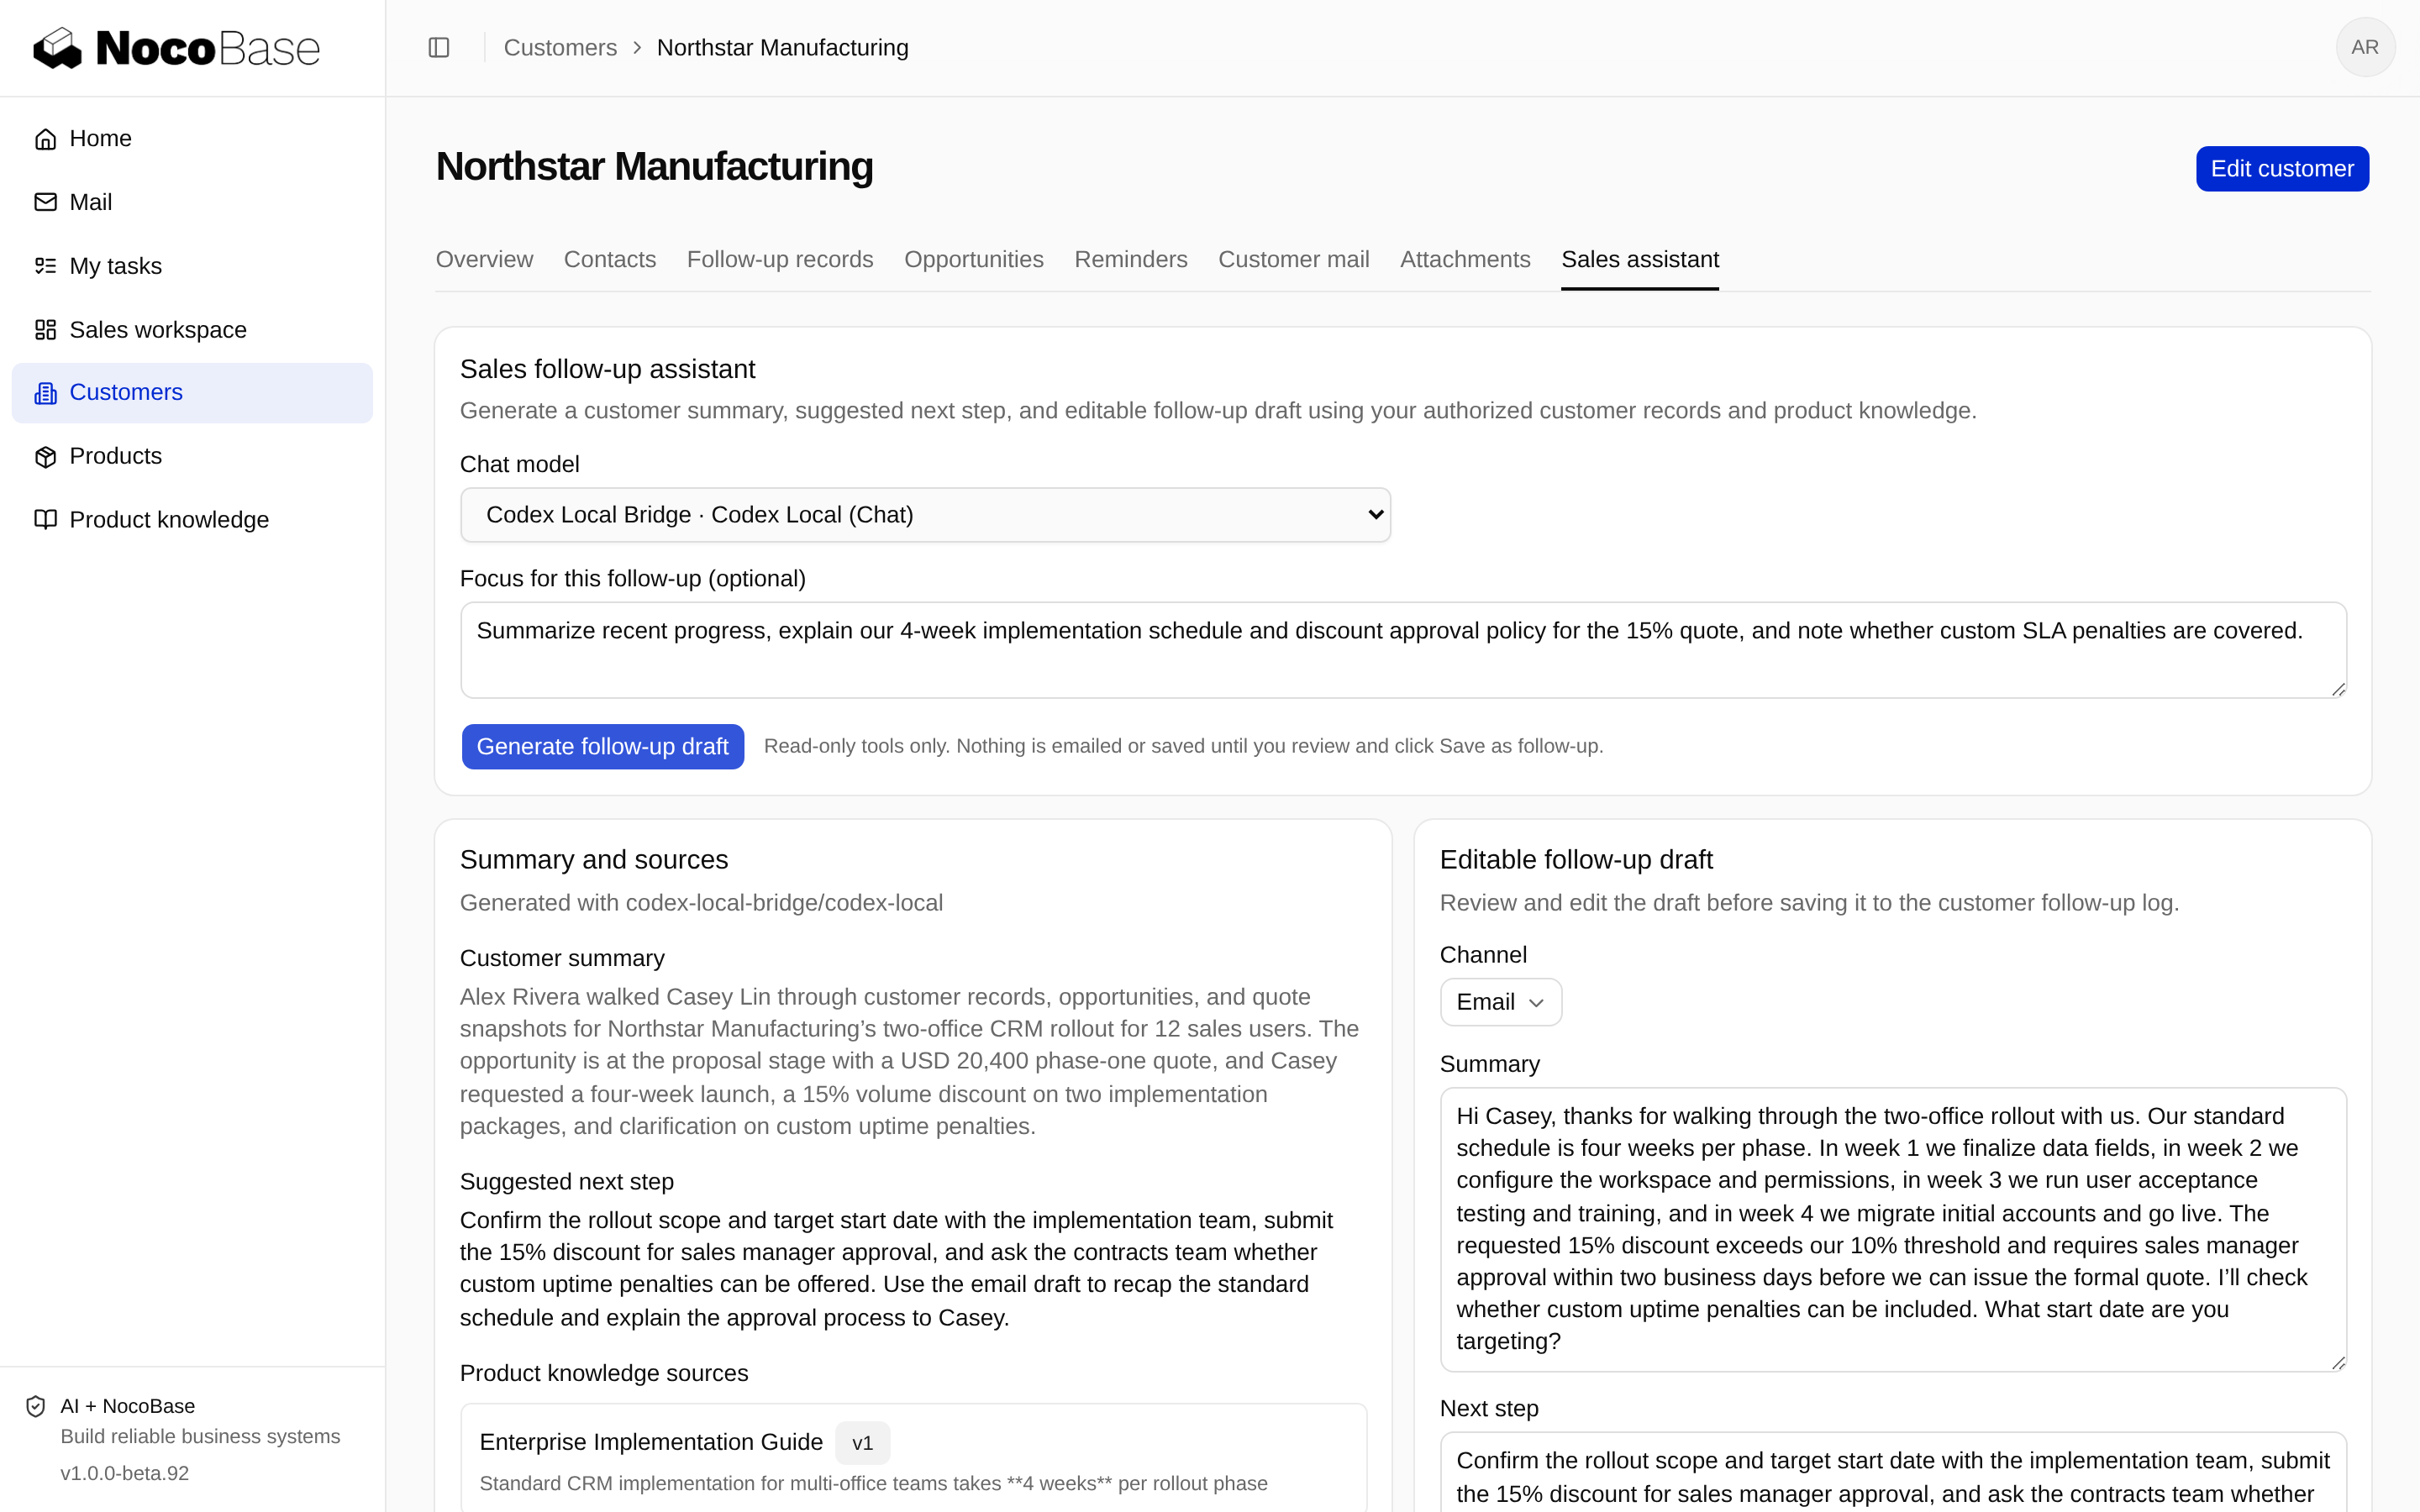 NocoBase
Customers > Northstar Manufacturing
AR
Home
Mail
My tasks
Sales workspace
Customers
Products
Product knowledge
AI + NocoBase
Build reliable business systems
v1.0.0-beta.92
Northstar Manufacturing
Edit customer
Overview Contacts Follow-up records Opportunities Reminders Customer mail Attachments Sales assistant
Sales follow-up assistant
Generate a customer summary, suggested next step, and editable follow-up draft using your authorized customer records and product knowledge.
Chat model
Codex Local Bridge · Codex Local (Chat)
Focus for this follow-up (optional)
Summarize recent progress, explain our 4-week implementation schedule and discount approval policy for the 15% quote, and note whether custom SLA penalties are covered.
Generate follow-up draft
Read-only tools only. Nothing is emailed or saved until you review and click Save as follow-up.
Summary and sources
Generated with codex-local-bridge/codex-local
Customer summary
Alex Rivera walked Casey Lin through customer records, opportunities, and quote
snapshots for Northstar Manufacturing’s two-office CRM rollout for 12 sales users. The
opportunity is at the proposal stage with a USD 20,400 phase-one quote, and Casey
requested a four-week launch, a 15% volume discount on two implementation
packages, and clarification on custom uptime penalties.
Suggested next step
Confirm the rollout scope and target start date with the implementation team, submit
the 15% discount for sales manager approval, and ask the contracts team whether
custom uptime penalties can be offered. Use the email draft to recap the standard
schedule and explain the approval process to Casey.
Product knowledge sources
Enterprise Implementation Guide v1
Standard CRM implementation for multi-office teams takes **4 weeks** per rollout phase
Editable follow-up draft
Review and edit the draft before saving it to the customer follow-up log.
Channel
Email
Summary
Hi Casey, thanks for walking through the two-office rollout with us. Our standard
schedule is four weeks per phase. In week 1 we finalize data fields, in week 2 we
configure the workspace and permissions, in week 3 we run user acceptance
testing and training, and in week 4 we migrate initial accounts and go live. The
requested 15% discount exceeds our 10% threshold and requires sales manager
approval within two business days before we can issue the formal quote. I’ll check
whether custom uptime penalties can be included. What start date are you
targeting?
Next step
Confirm the rollout scope and target start date with the implementation team, submit
the 15% discount for sales manager approval, and ask the contracts team whether